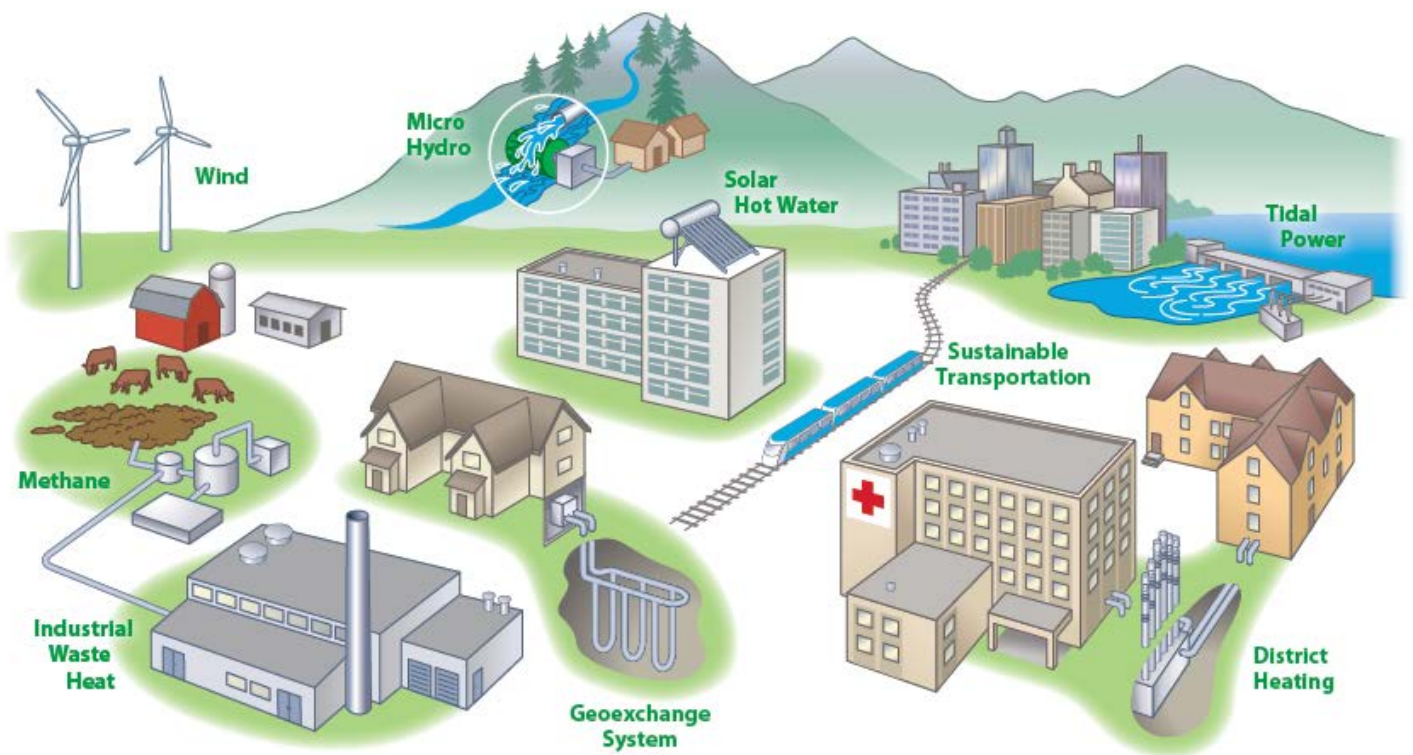 Micro
Hydro
Wind
Solar
Hot Water
Tidal
Power
Sustainable
Transportation
Methane
Industrial
Waste
Heat
Geoexchange
System
District
Heating